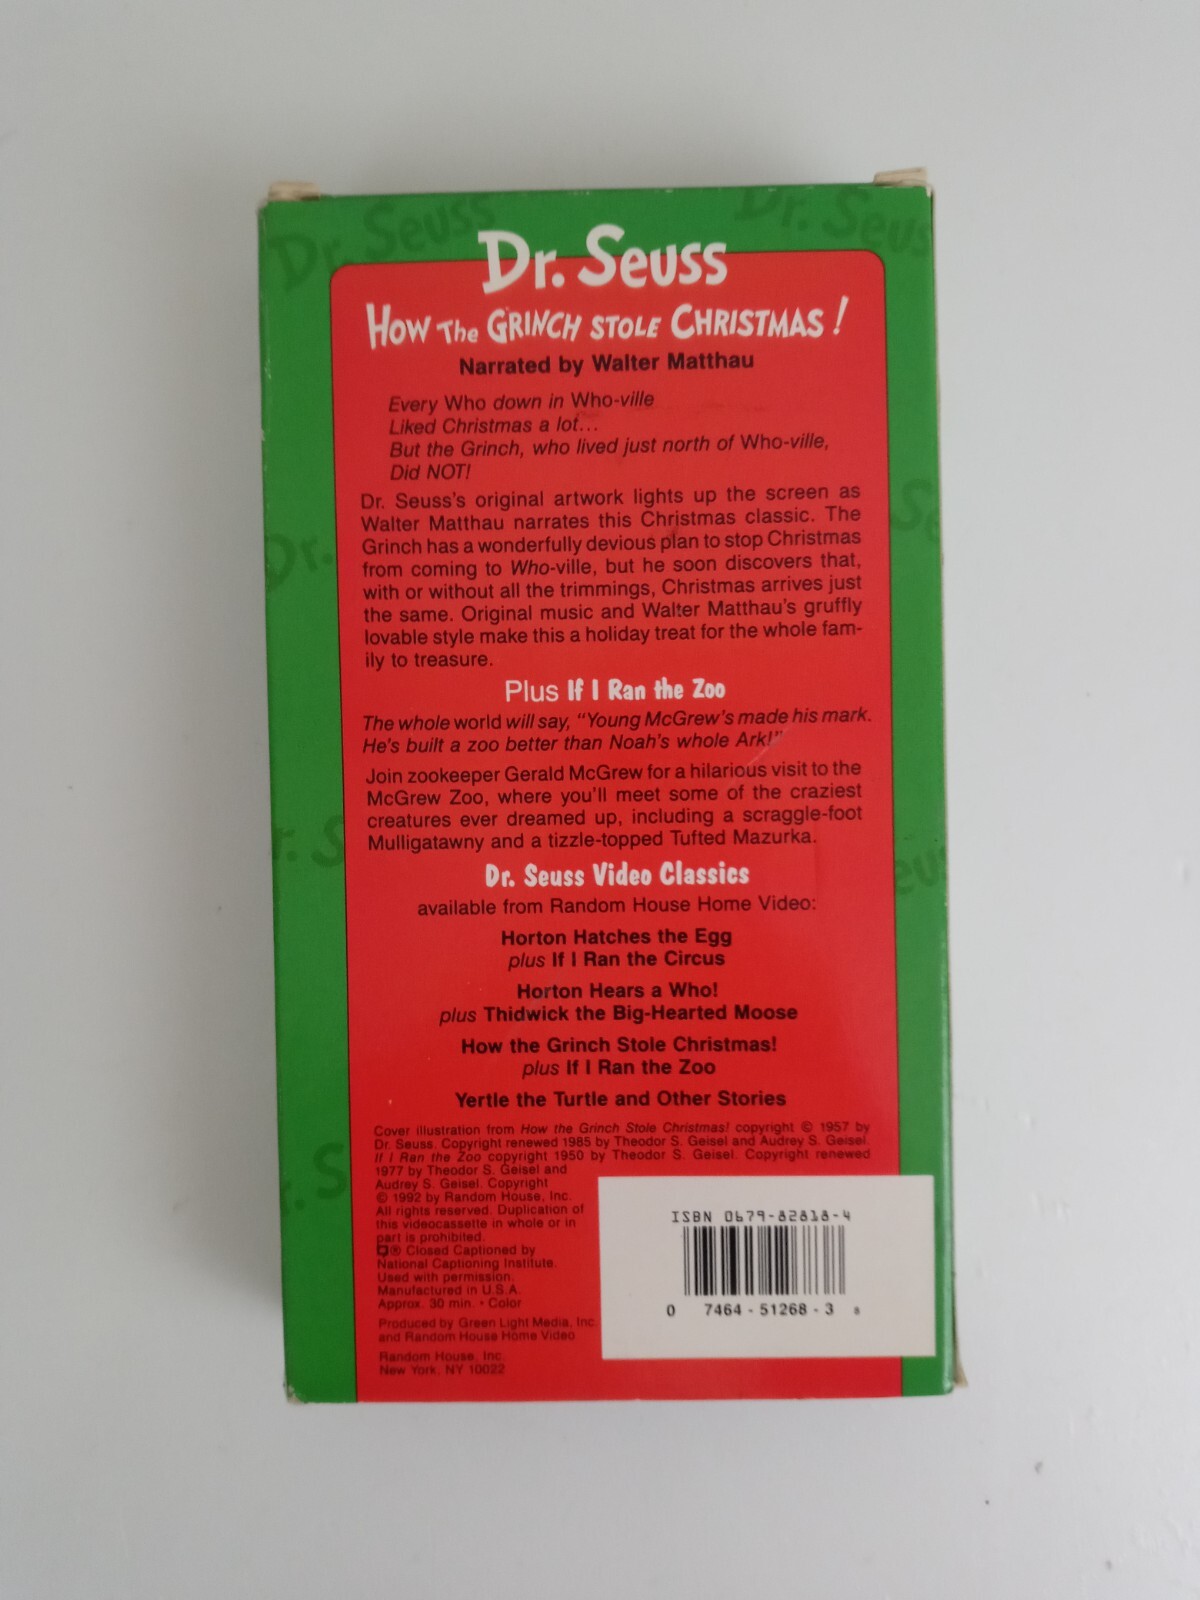 Dr. Seuss
Dr. Seuss
Dr. Seuss
HOW THE GRINCH STOLE CHRISTMAS!
Narrated by Walter Matthau
Every Who down in Who-ville
Liked Christmas a lot...
But the Grinch, who lived just north of Who-ville,
Did NOT!
Dr. Seuss's original artwork lights up the screen as
Walter Matthau narrates this Christmas classic. The
Grinch has a wonderfully devious plan to stop Christmas
from coming to Who-ville, but he soon discovers that,
with or without all the trimmings, Christmas arrives just
the same. Original music and Walter Matthau's gruffly
lovable style make this a holiday treat for the whole fam-
ily to treasure.
Plus If I Ran the Zoo
The whole world will say, "Young McGrew's made his mark.
He's built a zoo better than Noah's whole Ark!"
Join zookeeper Gerald McGrew for a hilarious visit to the
McGrew Zoo, where you'll meet some of the craziest
creatures ever dreamed up, including a scraggle-foot
Mulligatawny and a tizzle-topped Tufted Mazurka.
Dr. Seuss Video Classics
available from Random House Home Video:
Horton Hatches the Egg
plus If I Ran the Circus
Horton Hears a Who!
plus Thidwick the Big-Hearted Moose
How the Grinch Stole Christmas!
plus If I Ran the Zoo
Yertle the Turtle and Other Stories
Cover illustration from How the Grinch Stole Christmas! copyright © 1957 by
Dr. Seuss. Copyright renewed 1985 by Theodor S. Geisel and Audrey S. Geisel.
If I Ran the Zoo copyright 1950 by Theodor S. Geisel. Copyright renewed
1977 by Theodor S. Geisel and
Audrey S. Geisel. Copyright
© 1992 by Random House, Inc.
All rights reserved. Duplication of
this videocassette in whole or in
part is prohibited.
® Closed Captioned by
National Captioning Institute.
Used with permission.
Manufactured in U.S.A.
Approx. 30 min. • Color
Produced by Green Light Media, Inc.
and Random House Home Video
Random House, Inc.
New York, NY 10022
ISBN 0679-82818-4
0 7464-51268-3 8